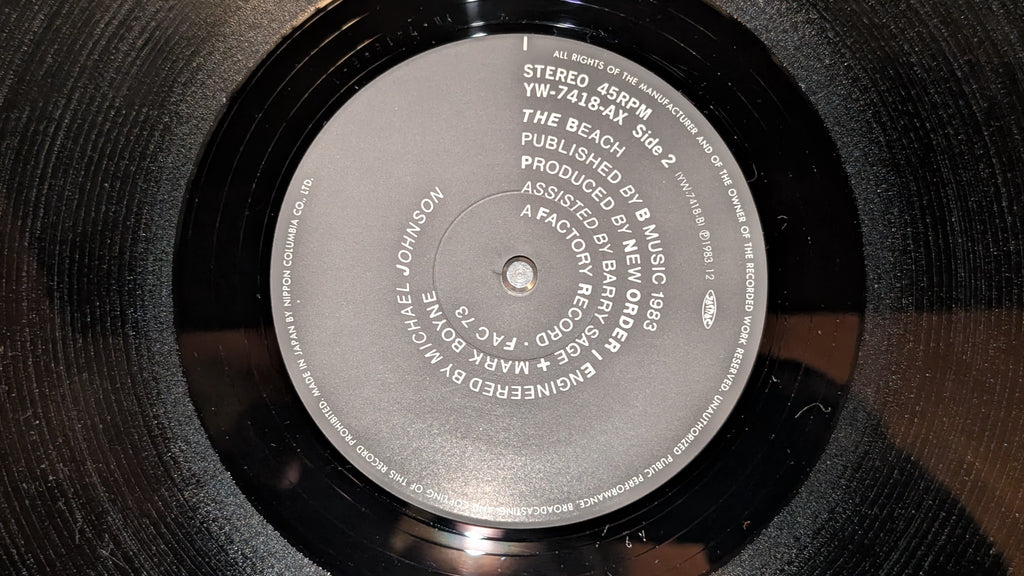 ALL RIGHTS OF THE MANUFACTURER AND OF THE OWNER OF THE RECORDED WORK RESERVED UNAUTHORIZED PUBLIC PERFORMANCE, BROADCASTING AND COPYING OF THIS RECORD PROHIBITED. MADE IN JAPAN BY NIPPON COLUMBIA CO., LTD.
STEREO 45RPM
YW-7418-AX Side 2
(YW-7418-B) Ⓟ1983.12
THE BEACH
PUBLISHED BY B MUSIC 1983
PRODUCED BY NEW ORDER | ENGINEERED BY MICHAEL JOHNSON
ASSISTED BY BARRY SAGE + MARK BOYNE
A FACTORY RECORD · FAC 73